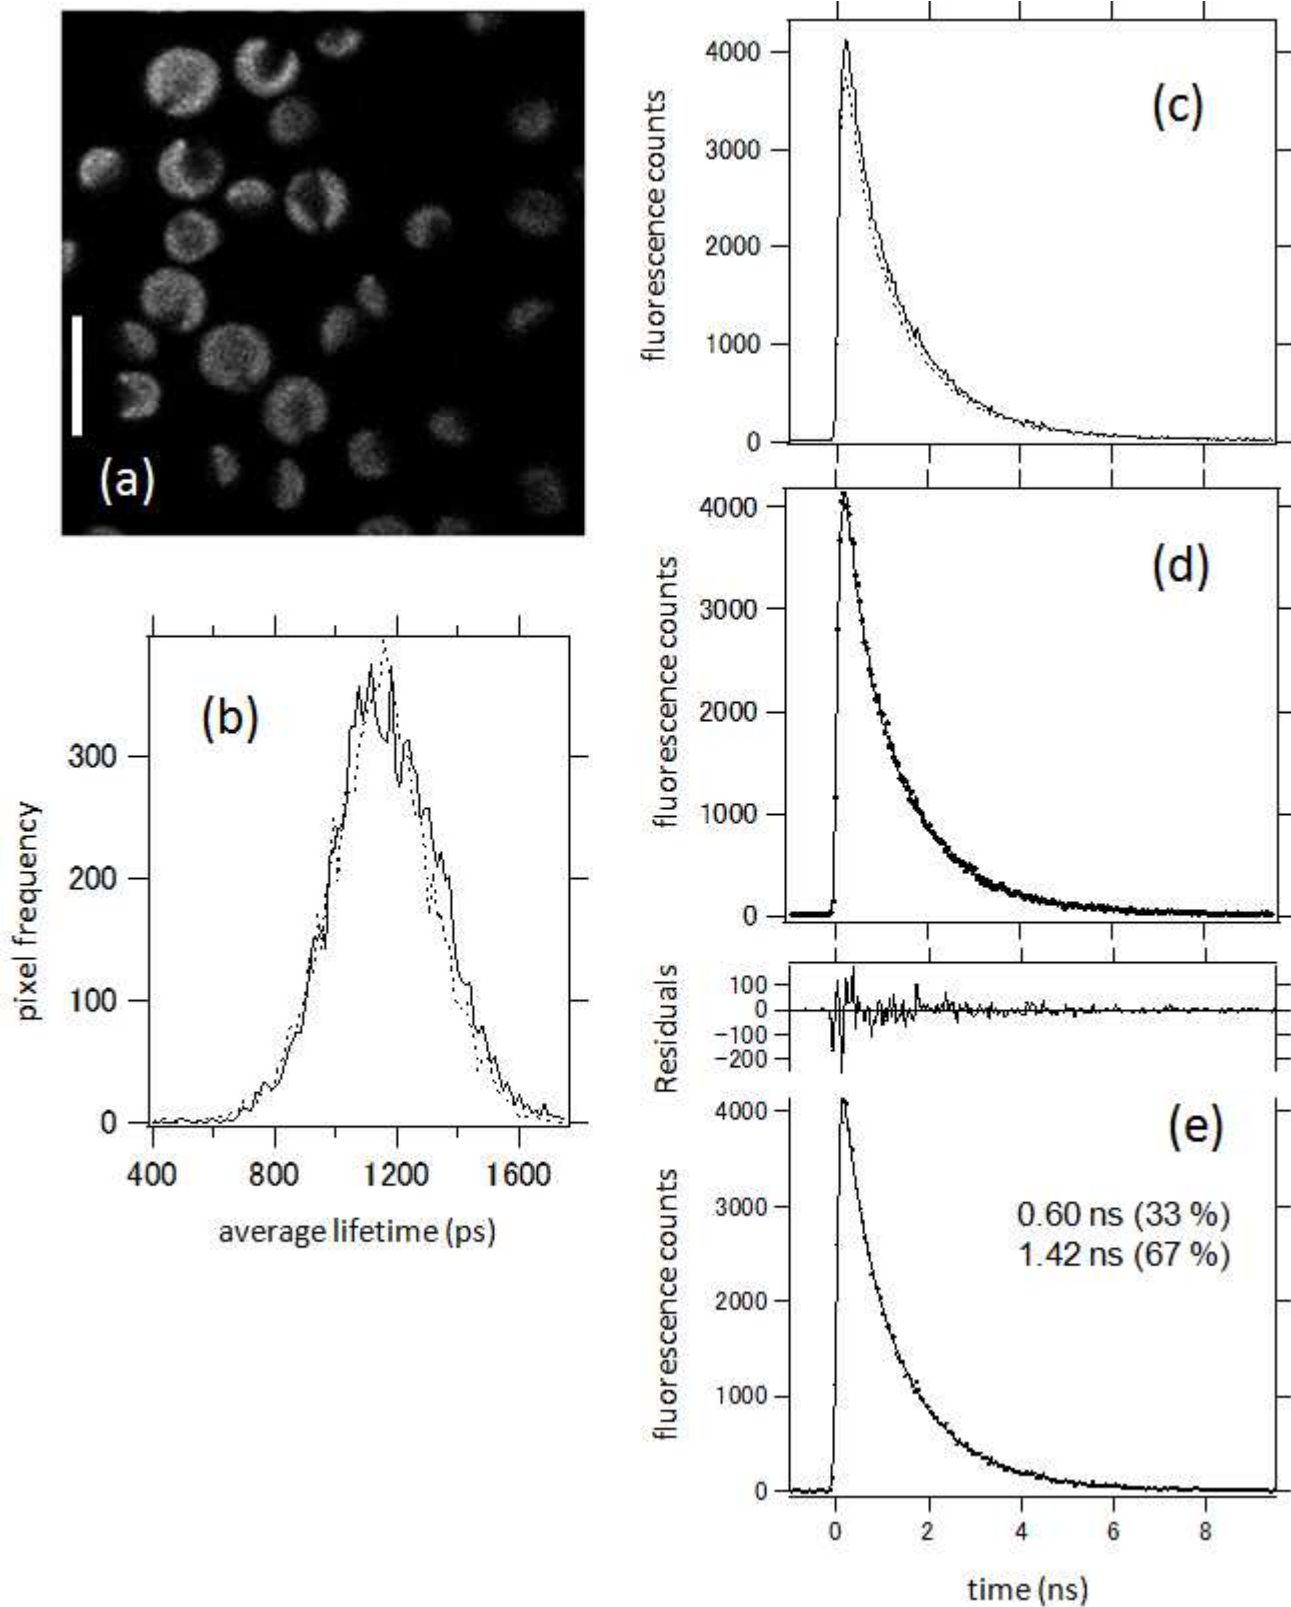 (a)
(b)
300
200
100
0
pixel frequency
400 800 1200 1600
average lifetime (ps)
(c)
4000
3000
2000
1000
0
fluorescence counts
(d)
4000
3000
2000
1000
0
fluorescence counts
100
0
−100
−200
Residuals
(e)
4000
3000
2000
1000
0
fluorescence counts
0.60 ns (33 %)
1.42 ns (67 %)
0 2 4 6 8
time (ns)